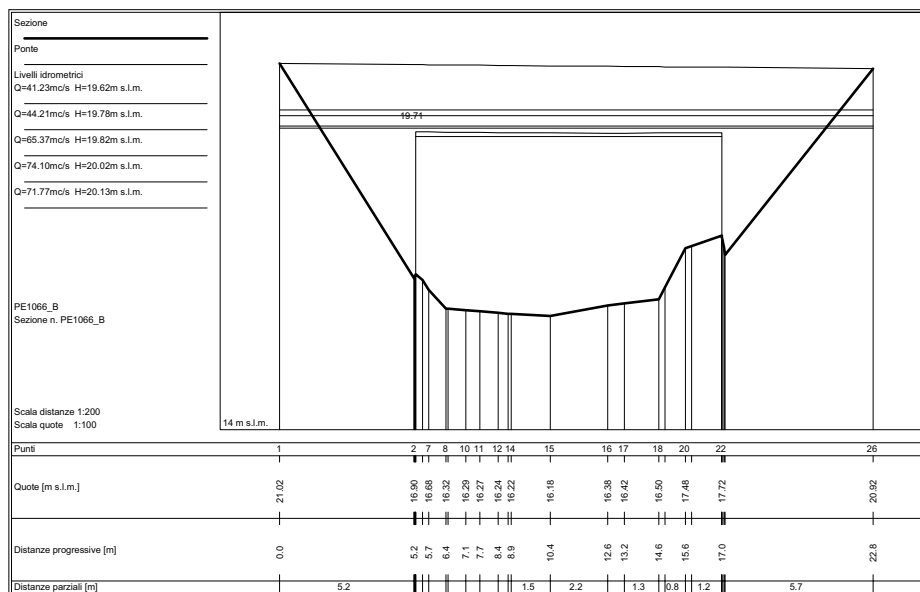 Sezione
Ponte
Livelli idrometrici
Q=41.23mc/s H=19.62m s.l.m.
Q=44.21mc/s H=19.78m s.l.m.
Q=65.37mc/s H=19.82m s.l.m.
Q=74.10mc/s H=20.02m s.l.m.
Q=71.77mc/s H=20.13m s.l.m.
19.71
PE1066_B
Sezione n. PE1066_B
Scala distanze 1:200
Scala quote 1:100
14 m s.l.m.
Punti 1 2 7 8 10 11 12 14 15 16 17 18 20 22 26
Quote [m s.l.m.] 21.02 16.90 16.68 16.32 16.29 16.27 16.24 16.22 16.18 16.38 16.42 16.50 17.48 17.72 20.92
Distanze progressive [m] 0.0 5.2 5.7 6.4 7.1 7.7 8.4 8.9 10.4 12.6 13.2 14.6 15.6 17.0 22.8
Distanze parziali [m] 5.2 1.5 2.2 1.3 0.8 1.2 5.7